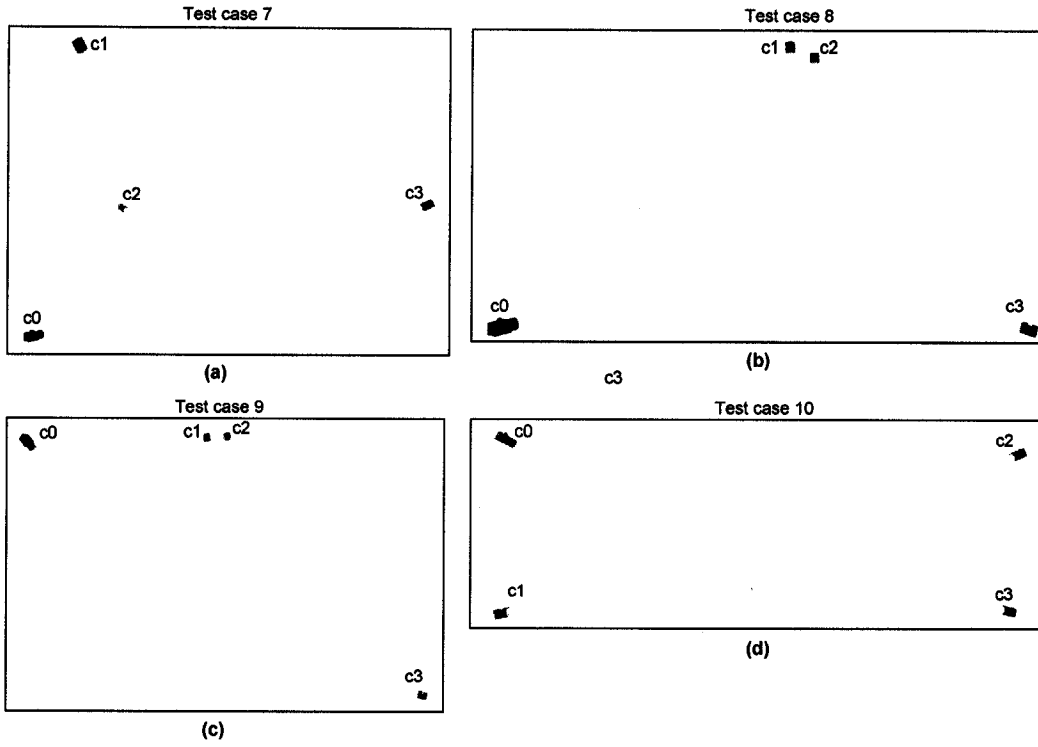 Test case 7
c1
c2
c3
c0
(a)
Test case 8
c1
c2
c0
c3
(b)
c3
Test case 9
c0
c1
c2
c3
(c)
Test case 10
c0
c2
c1
c3
(d)